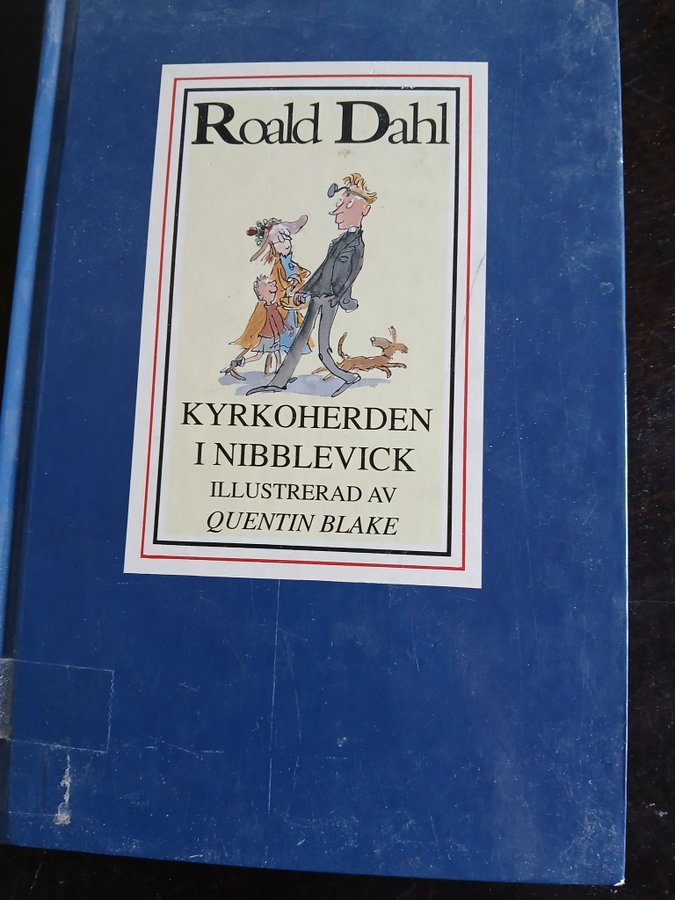 Roald Dahl
KYRKOHERDEN
I NIBBLEVICK
ILLUSTRERAD AV
QUENTIN BLAKE